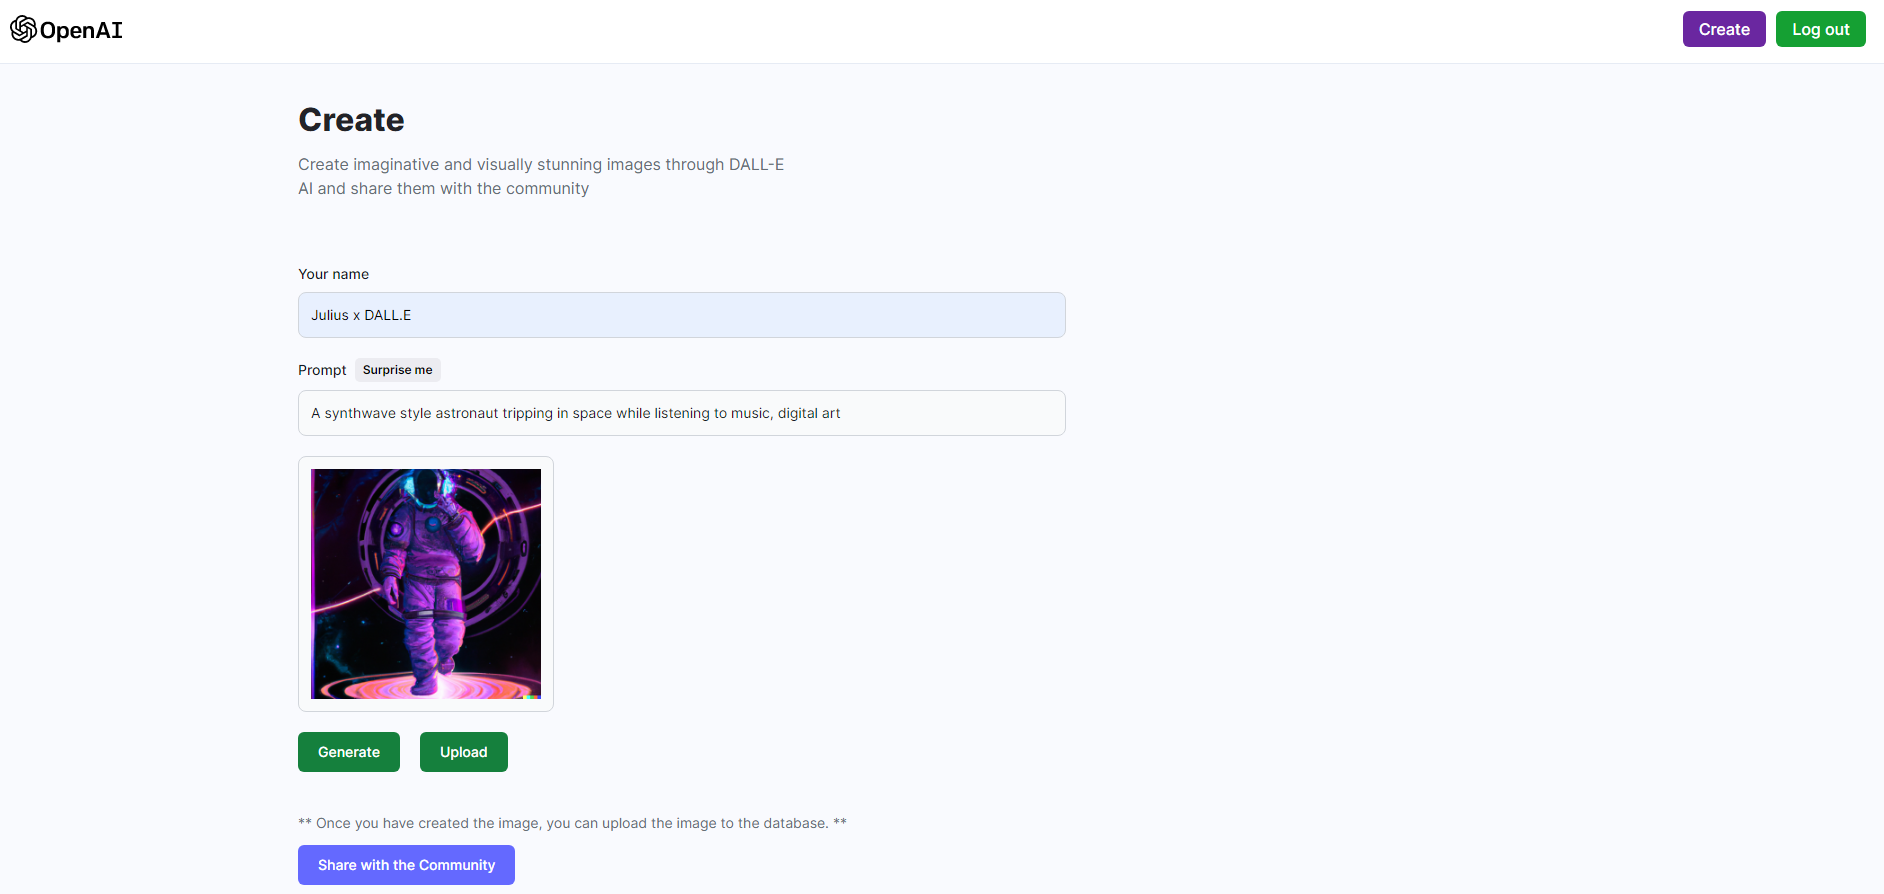 OpenAI
Create
Log out
Create
Create imaginative and visually stunning images through DALL-E
AI and share them with the community
Your name
Julius x DALL.E
Prompt
Surprise me
A synthwave style astronaut tripping in space while listening to music, digital art
Generate
Upload
** Once you have created the image, you can upload the image to the database. **
Share with the Community